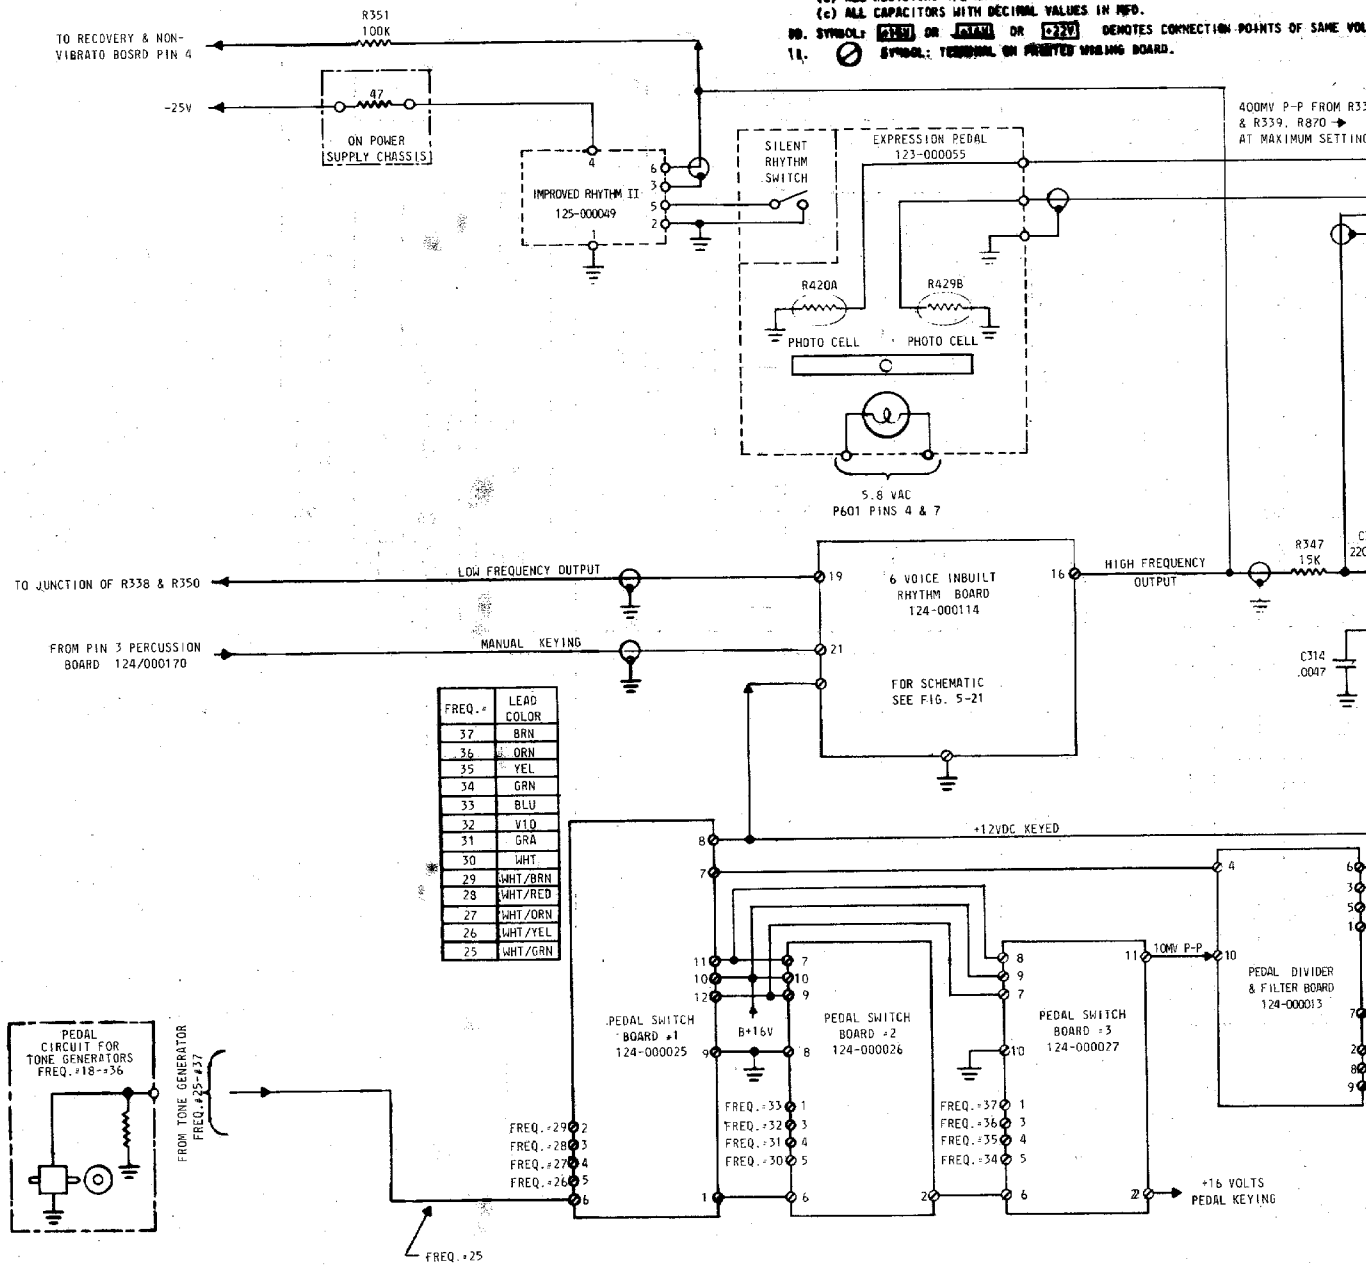 (c) ALL CAPACITORS WITH DECIMAL VALUES IN MFD.
SYMBOL: OR OR +22V DENOTES CONNECTION POINTS OF SAME VOL
11. SYMBOL: TERMINAL ON PRINTED WIRING BOARD.
R351
100K
TO RECOVERY & NON-
VIBRATO BOSRD PIN 4
-25V
47
ON POWER
SUPPLY CHASSIS
4
IMPROVED RHYTHM II
125-000049
6
3
5
2
1
SILENT
RHYTHM
SWITCH
EXPRESSION PEDAL
123-000055
400MV P-P FROM R33
& R339, R870
AT MAXIMUM SETTING
R420A
R429B
PHOTO CELL
PHOTO CELL
5.8 VAC
P601 PINS 4 & 7
TO JUNCTION OF R338 & R350
LOW FREQUENCY OUTPUT
19
6 VOICE INBUILT
RHYTHM BOARD
124-000114
16
HIGH FREQUENCY
OUTPUT
R347
15K
C
220
FROM PIN 3 PERCUSSION
BOARD 124/000170
MANUAL KEYING
21
FOR SCHEMATIC
SEE FIG. 5-21
C314
.0047
FREQ.# LEAD COLOR
37 BRN
36 ORN
35 YEL
34 GRN
33 BLU
32 VIO
31 GRA
30 WHT
29 WHT/BRN
28 WHT/RED
27 WHT/ORN
26 WHT/YEL
25 WHT/GRN
+12VDC KEYED
8
7
11
10
12
9
PEDAL SWITCH
BOARD #1
124-000025
FREQ.#29 2
FREQ.#28 3
FREQ.#27 4
FREQ.#26 5
6
1
B+16V
7
10
9
8
PEDAL SWITCH
BOARD #2
124-000026
FREQ.#33 1
FREQ.#32 3
FREQ.#31 4
FREQ.#30 5
6
2
8
9
7
10
11
PEDAL SWITCH
BOARD #3
124-000027
FREQ.#37 1
FREQ.#36 3
FREQ.#35 4
FREQ.#34 5
6
2
+16 VOLTS
PEDAL KEYING
10MV P-P
4
10
PEDAL DIVIDER
& FILTER BOARD
124-000013
6
3
5
1
7
2
8
9
PEDAL
CIRCUIT FOR
TONE GENERATORS
FREQ.#18-#36
FROM TONE GENERATOR
FREQ.#25-#37
FREQ.#25